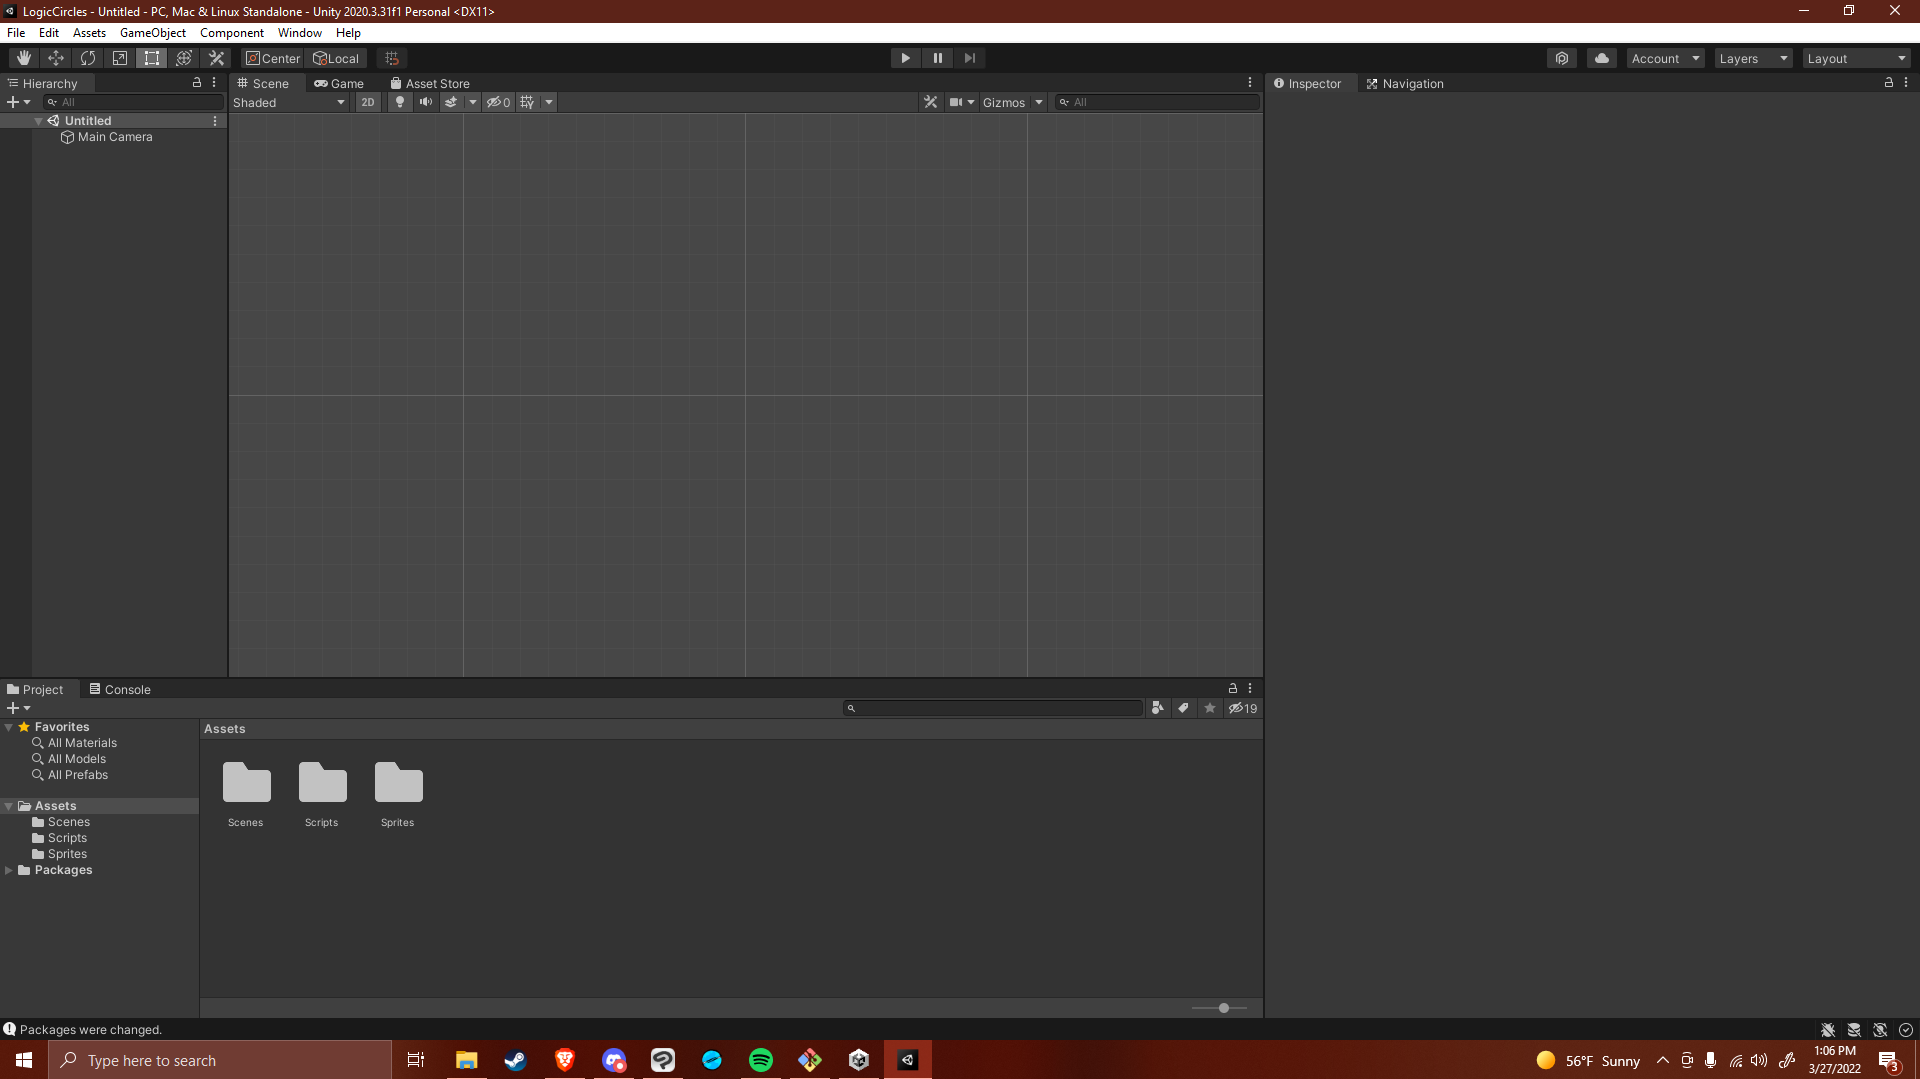 LogicCircles - Untitled - PC, Mac & Linux Standalone - Unity 2020.3.31f1 Personal <DX11>
File Edit Assets GameObject Component Window Help
Center Local Account Layers Layout
Hierarchy Scene Game Asset Store Inspector Navigation
All Shaded 2D 0 Gizmos All
Untitled
Main Camera
Project Console
19
Favorites
Assets
All Materials
All Models
All Prefabs
Assets
Scenes
Scripts
Sprites
Packages
Scenes Scripts Sprites
Packages were changed.
Type here to search
56°F Sunny
1:06 PM
3/27/2022
3